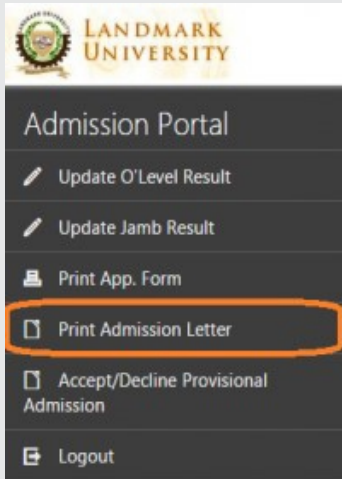 LANDMARK
UNIVERSITY
Admission Portal
Update O'Level Result
Update Jamb Result
Print App. Form
Print Admission Letter
Accept/Decline Provisional
Admission
Logout